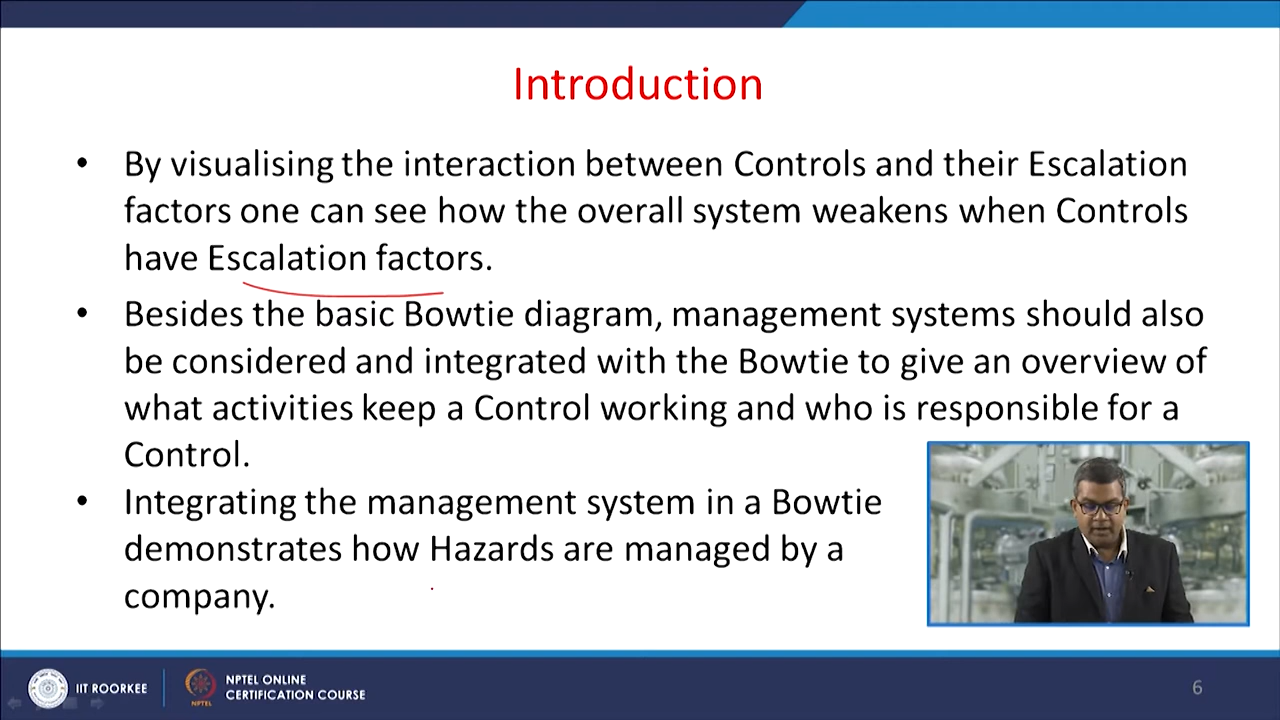 Introduction
• By visualising the interaction between Controls and their Escalation
factors one can see how the overall system weakens when Controls
have Escalation factors.
• Besides the basic Bowtie diagram, management systems should also
be considered and integrated with the Bowtie to give an overview of
what activities keep a Control working and who is responsible for a
Control.
• Integrating the management system in a Bowtie
demonstrates how Hazards are managed by a
company.
IIT ROORKEE
NPTEL
NPTEL ONLINE
CERTIFICATION COURSE
6